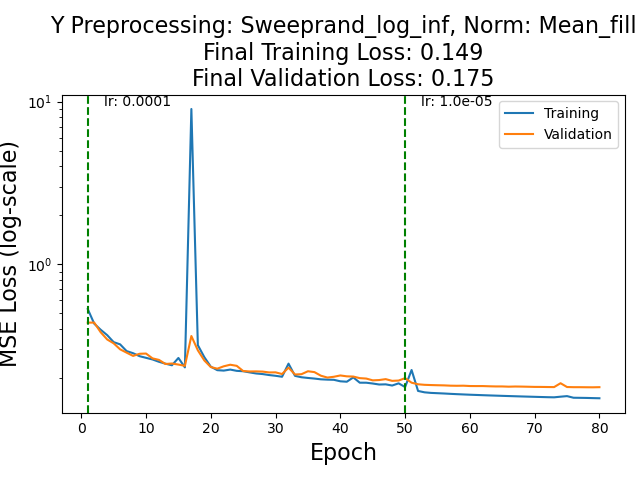 Y Preprocessing: Sweeprand_log_inf, Norm: Mean_fill
Final Training Loss: 0.149
Final Validation Loss: 0.175
lr: 0.0001
lr: 1.0e-05
Training
Validation
10¹
10⁰
MSE Loss (log-scale)
0 10 20 30 40 50 60 70 80
Epoch